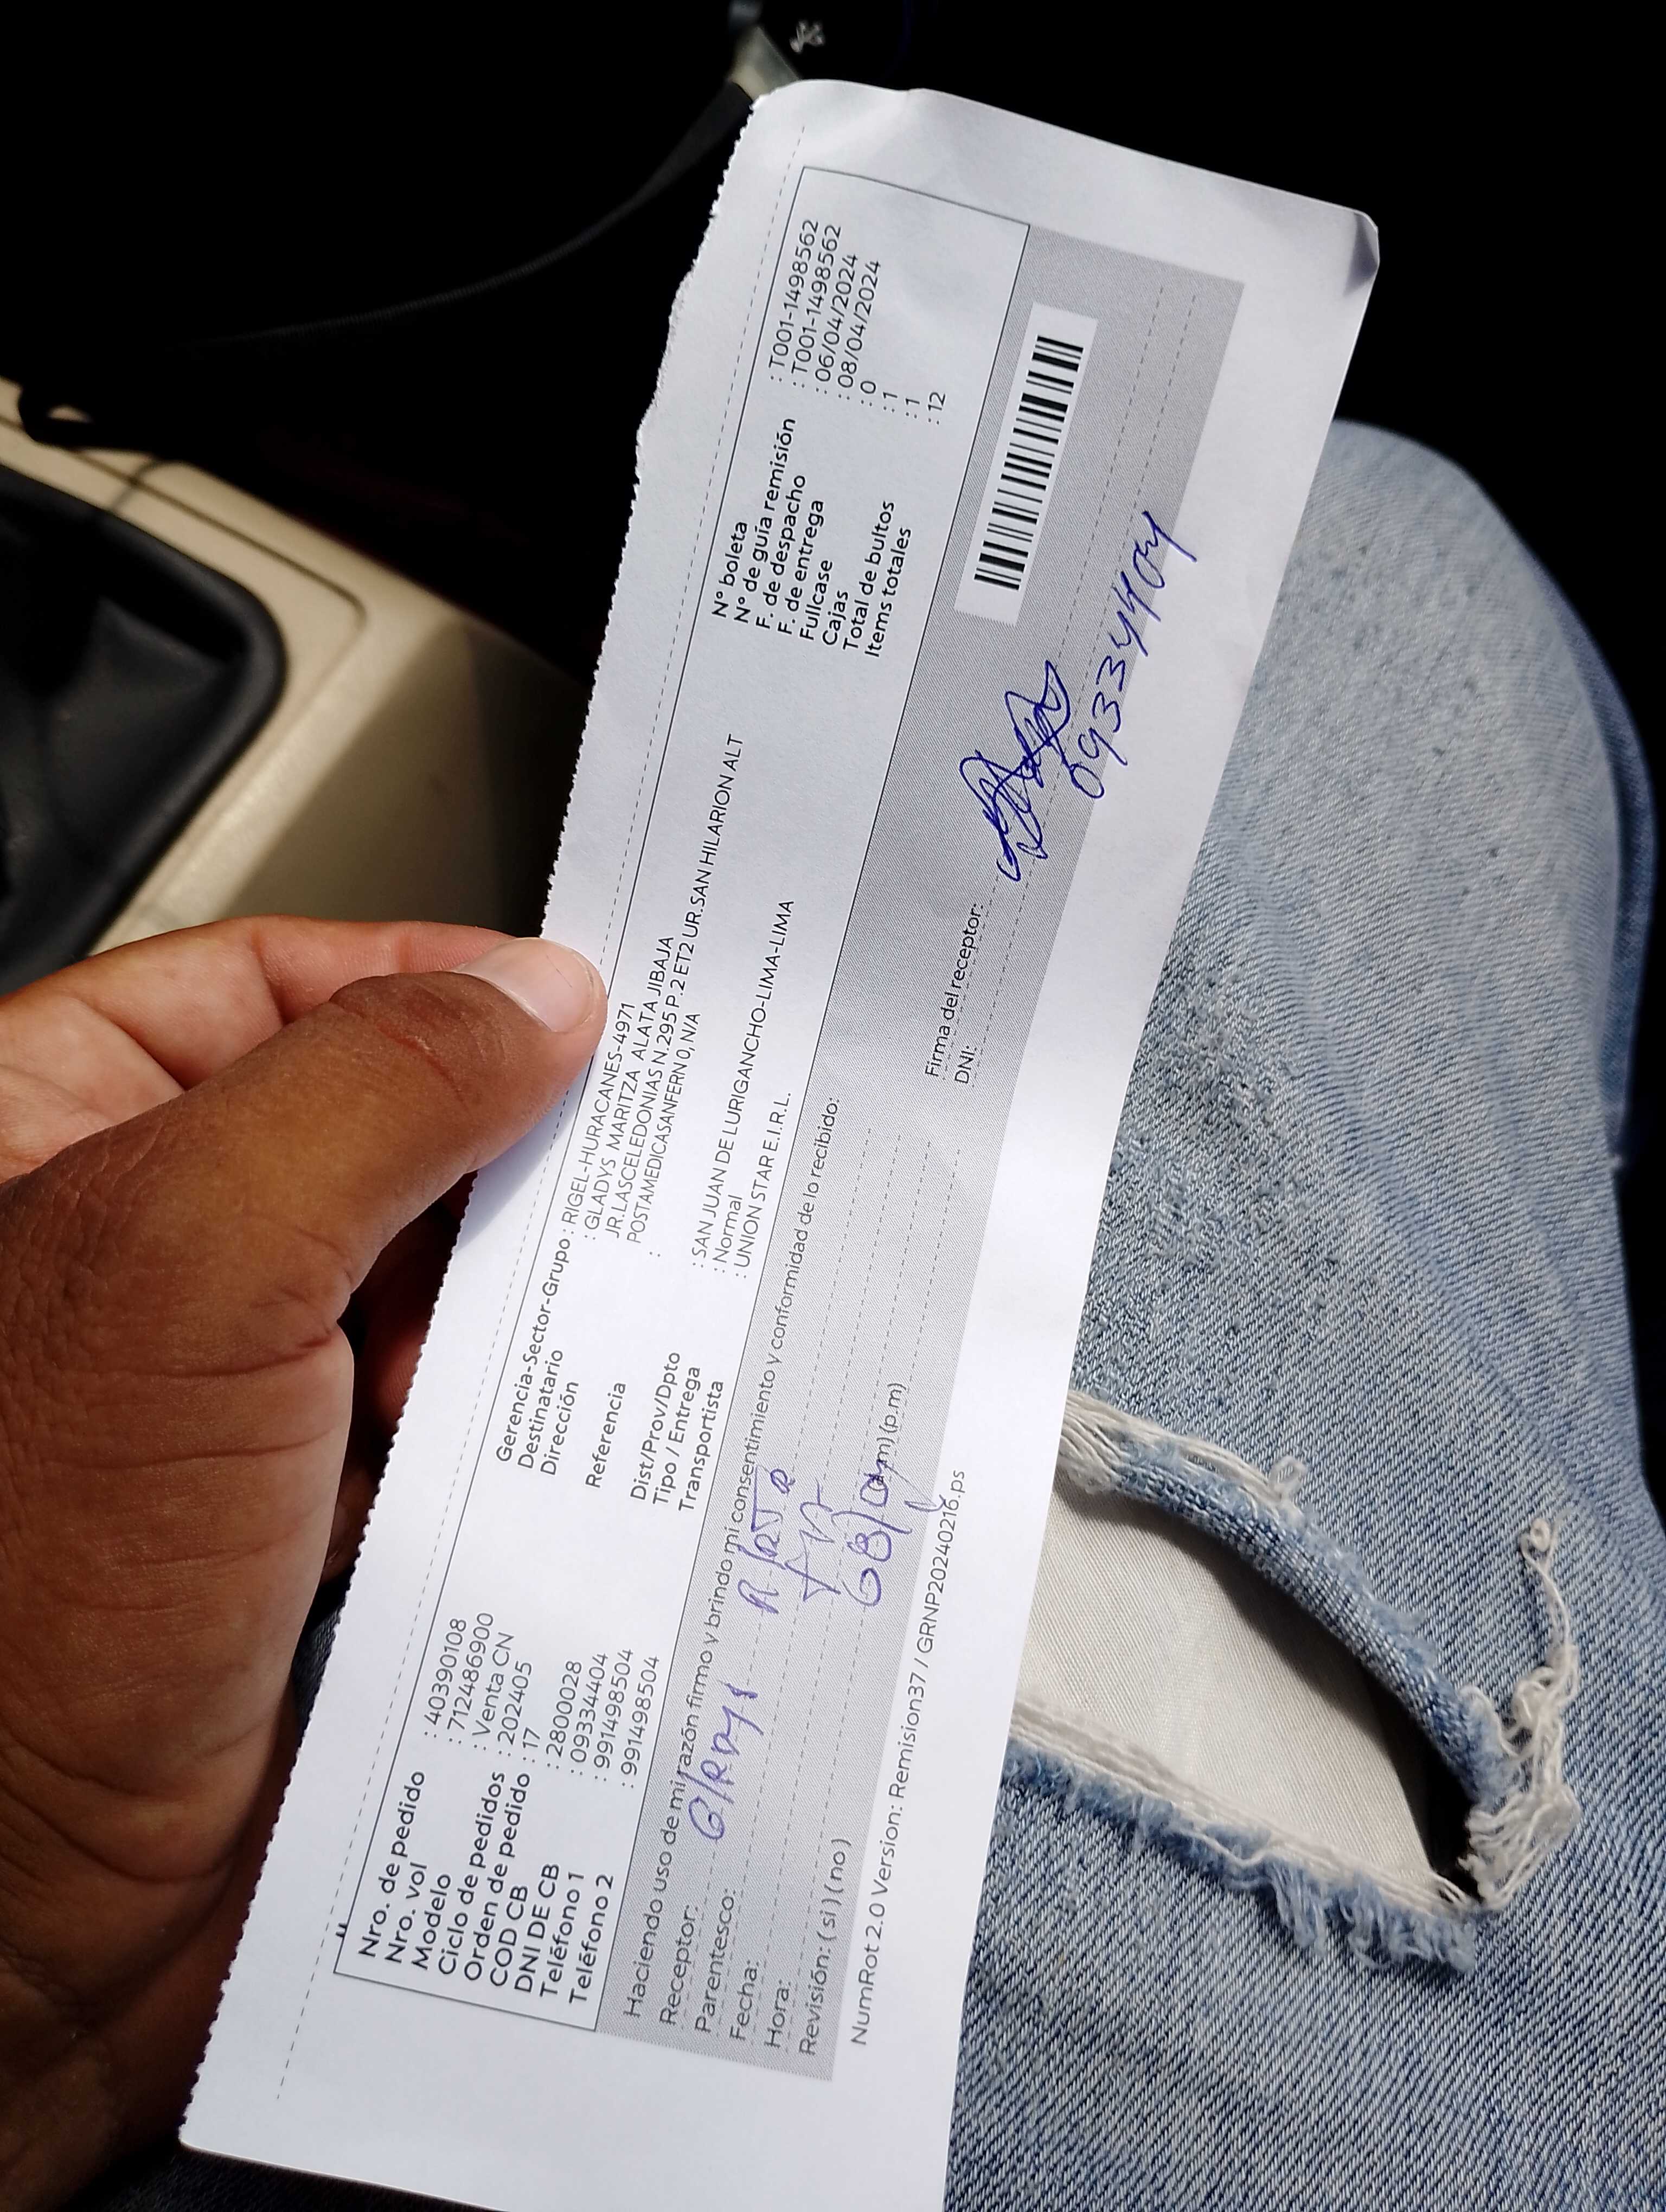 Nro. de pedido : 40390108
Nro. vol : 712486900
Modelo : Venta CN
Ciclo de pedidos : 202405
Orden de pedido : 17
COD CB : 2800028
DNI DE CB : 09334404
Teléfono 1 : 991498504
Teléfono 2 : 991498504
Gerencia-Sector-Grupo : RIGEL-HURACANES-4971
Destinatario : GLADYS MARITZA ALATA JIBAJA
Dirección JR.LASCELEDONIAS N.295 P.2 ET2 UR.SAN HILARION ALT
POSTAMEDICASANFERN 0, N/A
Referencia :
Dist/Prov/Dpto : SAN JUAN DE LURIGANCHO-LIMA-LIMA
Tipo / Entrega : Normal
Transportista : UNION STAR E.I.R.L.
N° boleta : T001-1498562
N° de guía remisión : T001-1498562
F. de despacho : 06/04/2024
F. de entrega : 08/04/2024
Fullcase : 0
Cajas : 1
Total de bultos : 1
Items totales : 12
Haciendo uso de mi razón firmo y brindo mi consentimiento y conformidad de lo recibido:
Receptor: Gladys
Parentesco:
Fecha:
Hora: (am) (p.m)
Revisión: (si) (no)
Firma del receptor:
DNI: 09334404
NumRot 2.0 Version: Remision37 / GRNP20240216.ps